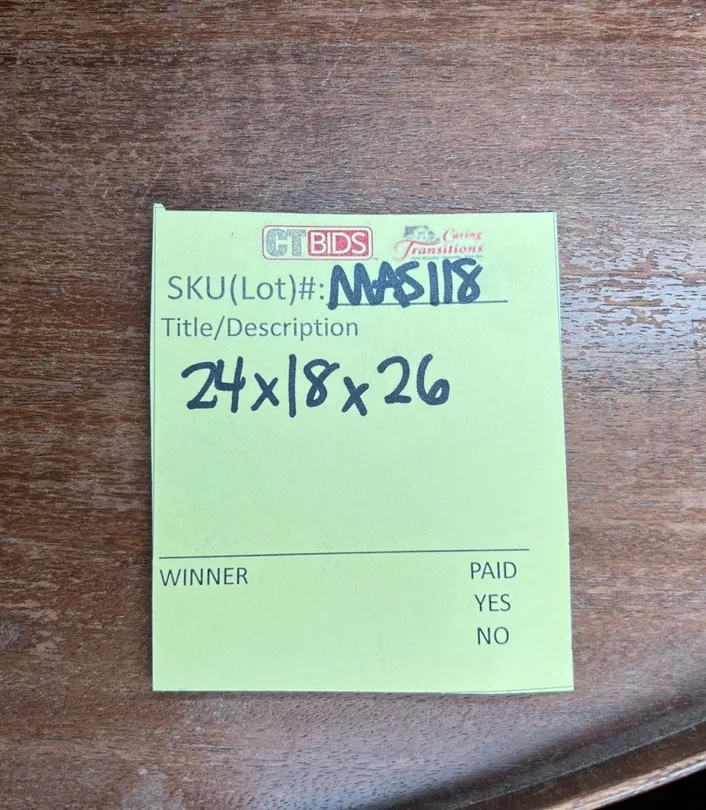 CTBIDS
Caring
Transitions
SKU(Lot)#: MAS118
Title/Description
24x18x26
WINNER PAID
YES
NO